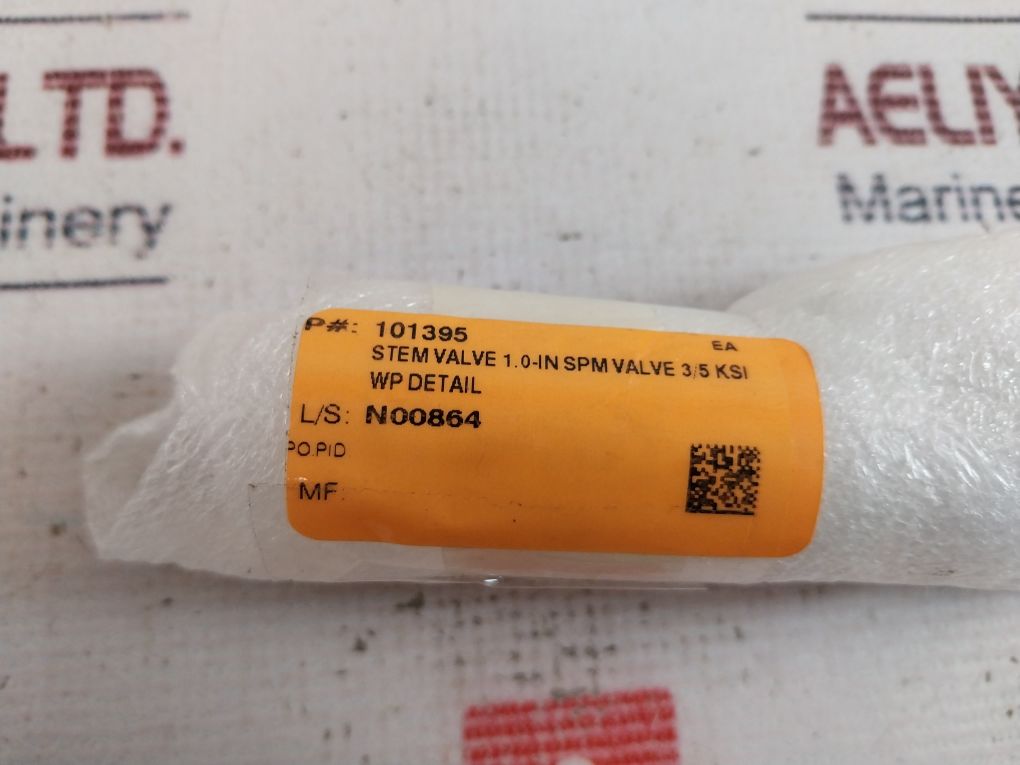 LTD.
AELIY
inery
Marine
P#: 101395
EA
STEM VALVE 1.0-IN SPM VALVE 3/5 KSI
WP DETAIL
L/S: N00864
PO.PID
MF: